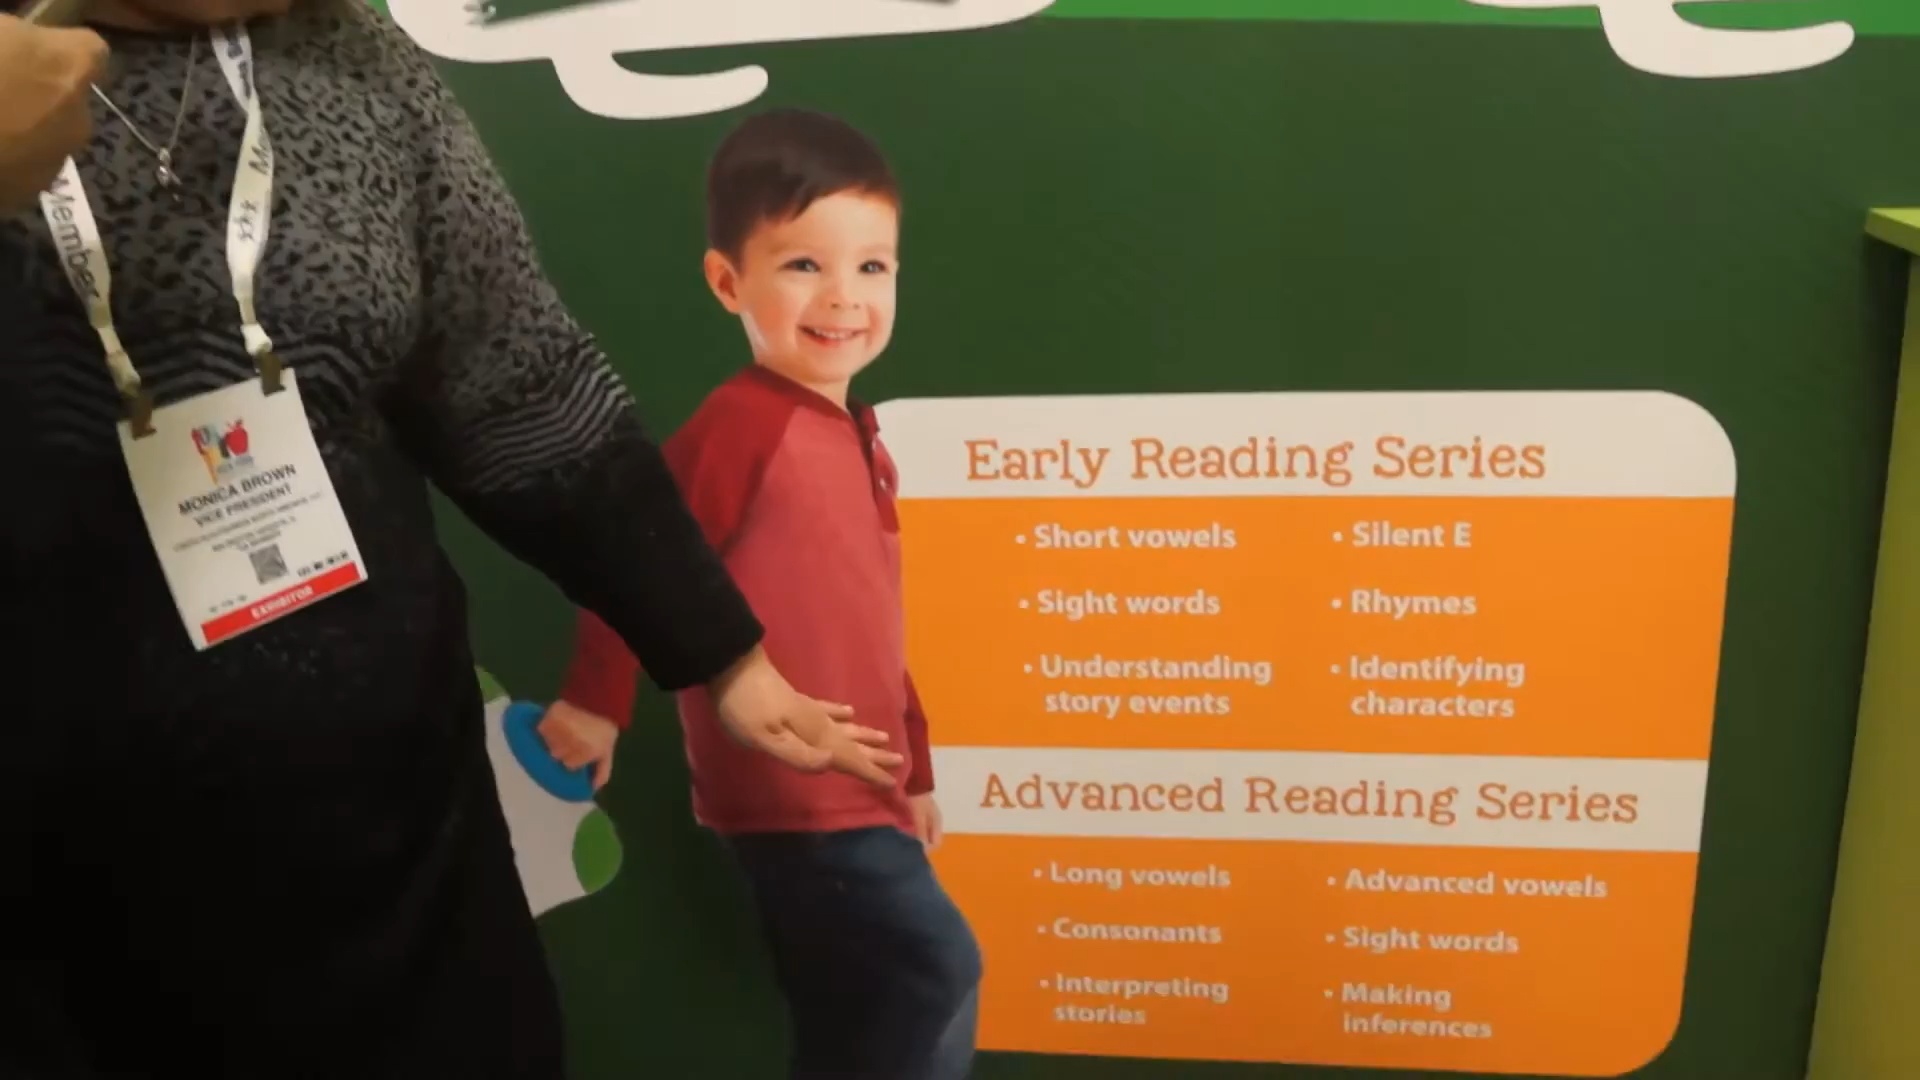 Member
MONICA BROWN
VICE PRESIDENT
EXHIBITOR
Early Reading Series
• Short vowels
• Silent E
• Sight words
• Rhymes
• Understanding
story events
• Identifying
characters
Advanced Reading Series
• Long vowels
• Advanced vowels
• Consonants
• Sight words
• Interpreting
stories
• Making
inferences